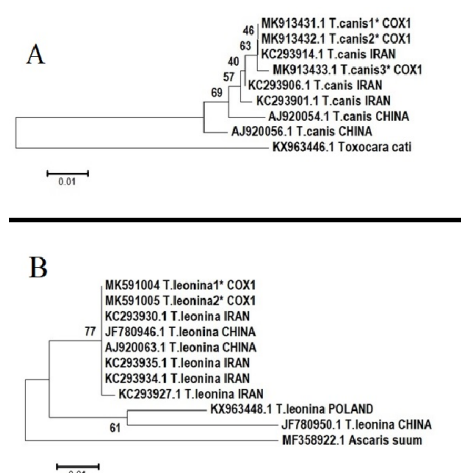 A
46
MK913431.1 T.canis1* COX1
MK913432.1 T.canis2* COX1
63
KC293914.1 T.canis IRAN
40
MK913433.1 T.canis3* COX1
57
KC293906.1 T.canis IRAN
69
KC293901.1 T.canis IRAN
AJ920054.1 T.canis CHINA
AJ920056.1 T.canis CHINA
KX963446.1 Toxocara cati
0.01
B
MK591004 T.leonina1* COX1
MK591005 T.leonina2* COX1
KC293930.1 T.leonina IRAN
77
JF780946.1 T.leonina CHINA
AJ920063.1 T.leonina CHINA
KC293935.1 T.leonina IRAN
KC293934.1 T.leonina IRAN
KC293927.1 T.leonina IRAN
KX963448.1 T.leonina POLAND
61
JF780950.1 T.leonina CHINA
MF358922.1 Ascaris suum